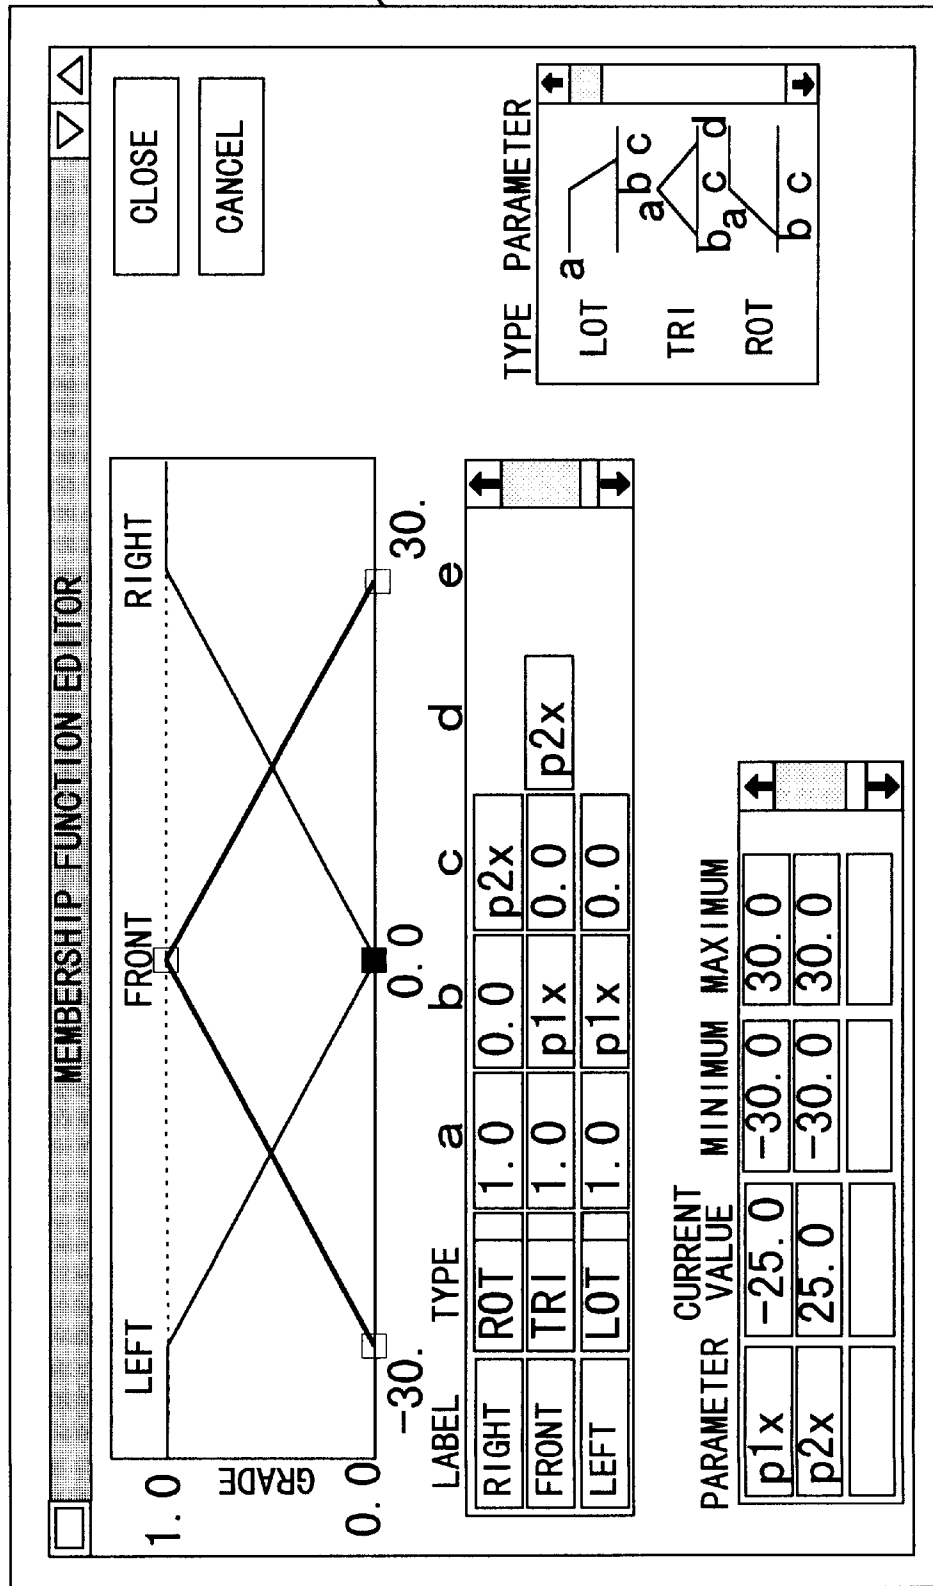 MEMBERSHIP FUNCTION EDITOR
LEFT FRONT RIGHT
1.0
GRADE
0.0
-30. 0.0 30.
CLOSE
CANCEL
LABEL TYPE a b c d e
RIGHT ROT 1.0 0.0 p2x
FRONT TRI 1.0 p1x 0.0 p2x
LEFT LOT 1.0 p1x 0.0
TYPE PARAMETER
LOT a b c
TRI a b c d
ROT a b c
PARAMETER CURRENT VALUE MINIMUM MAXIMUM
p1x -25.0 -30.0 30.0
p2x 25.0 -30.0 30.0